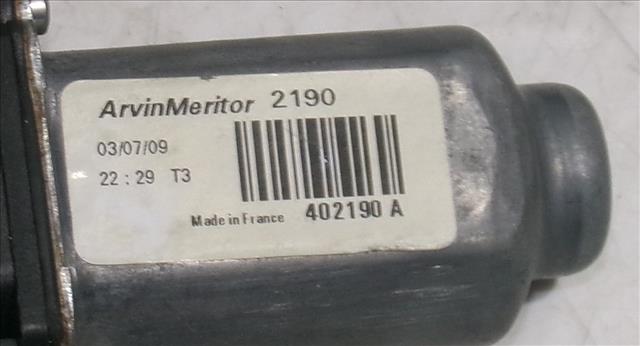 ArvinMeritor 2190
03/07/09
22 : 29 T3
Made in France 402190 A